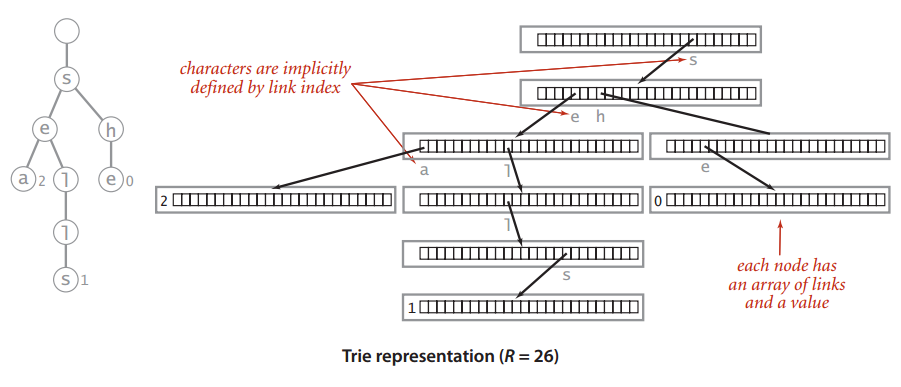 s
characters are implicitly
defined by link index
s
s
e h
e h
a l
e
a 2 l e 0
2
0
l
l
s
s 1
1
each node has
an array of links
and a value
Trie representation (R = 26)